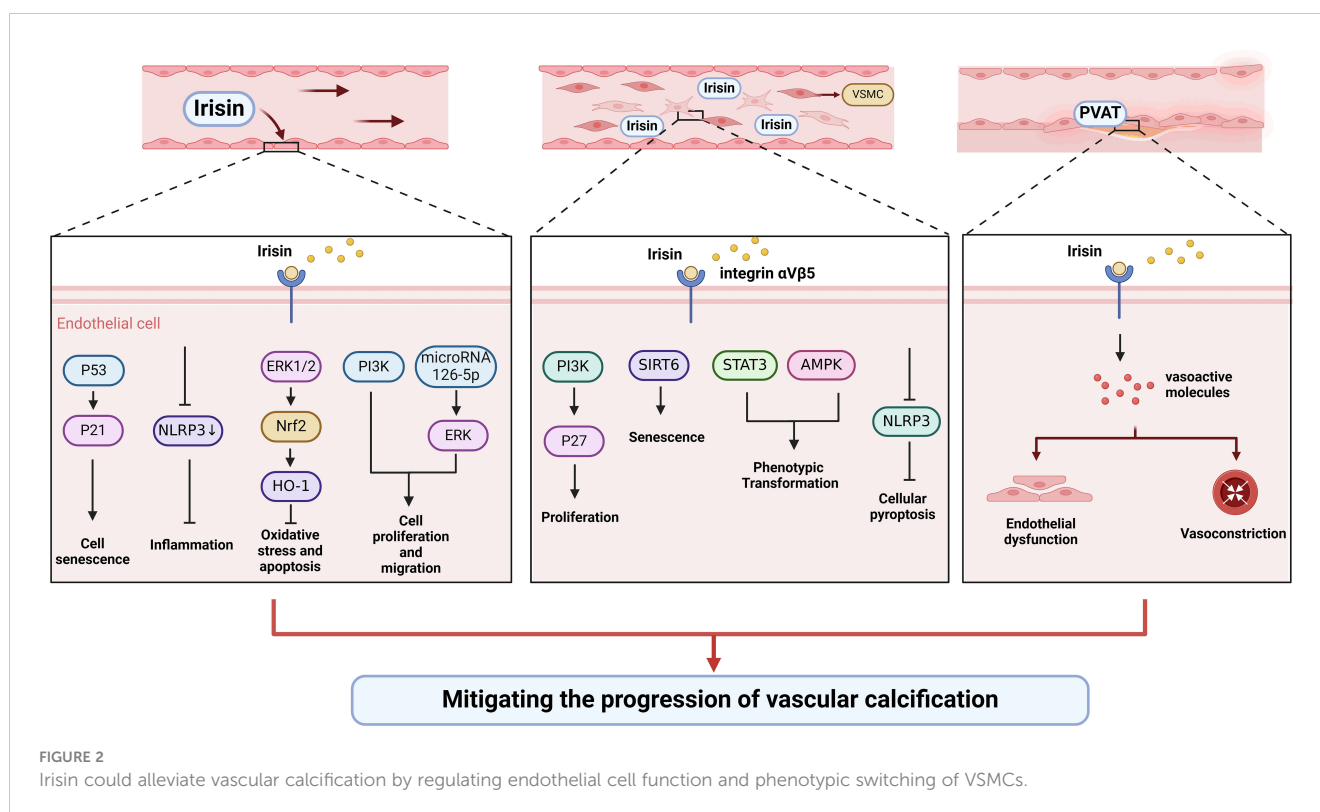 Irisin
Irisin
Irisin
Irisin
VSMC
PVAT
Irisin
Endothelial cell
P53
P21
Cell
senescence
NLRP3↓
Inflammation
ERK1/2
Nrf2
HO-1
Oxidative
stress and
apoptosis
PI3K
microRNA
126-5p
ERK
Cell
proliferation
and
migration
Irisin
integrin αVβ5
PI3K
P27
Proliferation
SIRT6
Senescence
STAT3
AMPK
Phenotypic
Transformation
NLRP3
Cellular
pyroptosis
Irisin
vasoactive
molecules
Endothelial
dysfunction
Vasoconstriction
Mitigating the progression of vascular calcification
FIGURE 2
Irisin could alleviate vascular calcification by regulating endothelial cell function and phenotypic switching of VSMCs.